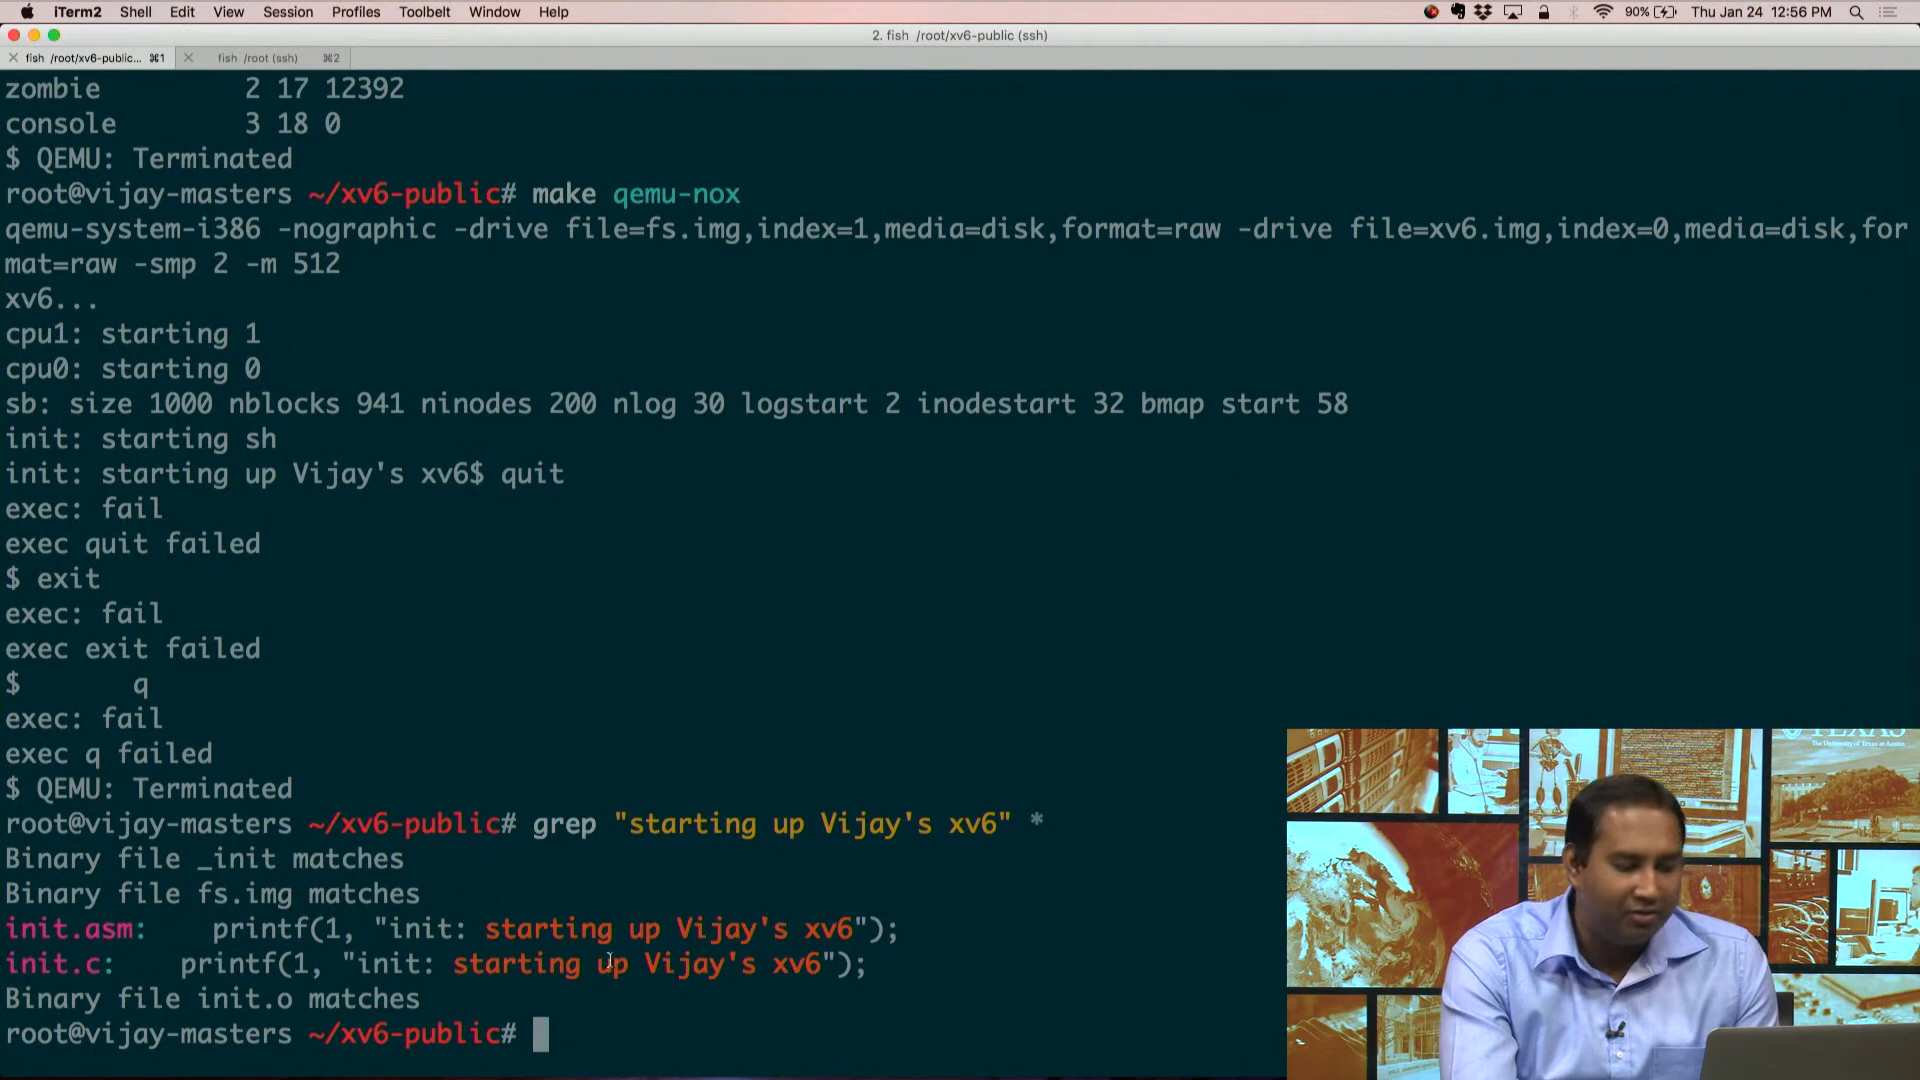 iTerm2 Shell Edit View Session Profiles Toolbelt Window Help 90% Thu Jan 24 12:56 PM
2. fish /root/xv6-public (ssh)
fish /root/xv6-public... ⌘1 fish /root (ssh) ⌘2
zombie 2 17 12392
console 3 18 0
$ QEMU: Terminated
root@vijay-masters ~/xv6-public# make qemu-nox
qemu-system-i386 -nographic -drive file=fs.img,index=1,media=disk,format=raw -drive file=xv6.img,index=0,media=disk,for
mat=raw -smp 2 -m 512
xv6...
cpu1: starting 1
cpu0: starting 0
sb: size 1000 nblocks 941 ninodes 200 nlog 30 logstart 2 inodestart 32 bmap start 58
init: starting sh
init: starting up Vijay's xv6$ quit
exec: fail
exec quit failed
$ exit
exec: fail
exec exit failed
$ q
exec: fail
exec q failed
$ QEMU: Terminated
root@vijay-masters ~/xv6-public# grep "starting up Vijay's xv6" *
Binary file _init matches
Binary file fs.img matches
init.asm: printf(1, "init: starting up Vijay's xv6");
init.c: printf(1, "init: starting up Vijay's xv6");
Binary file init.o matches
root@vijay-masters ~/xv6-public#
TEXAS
The University of Texas at Austin